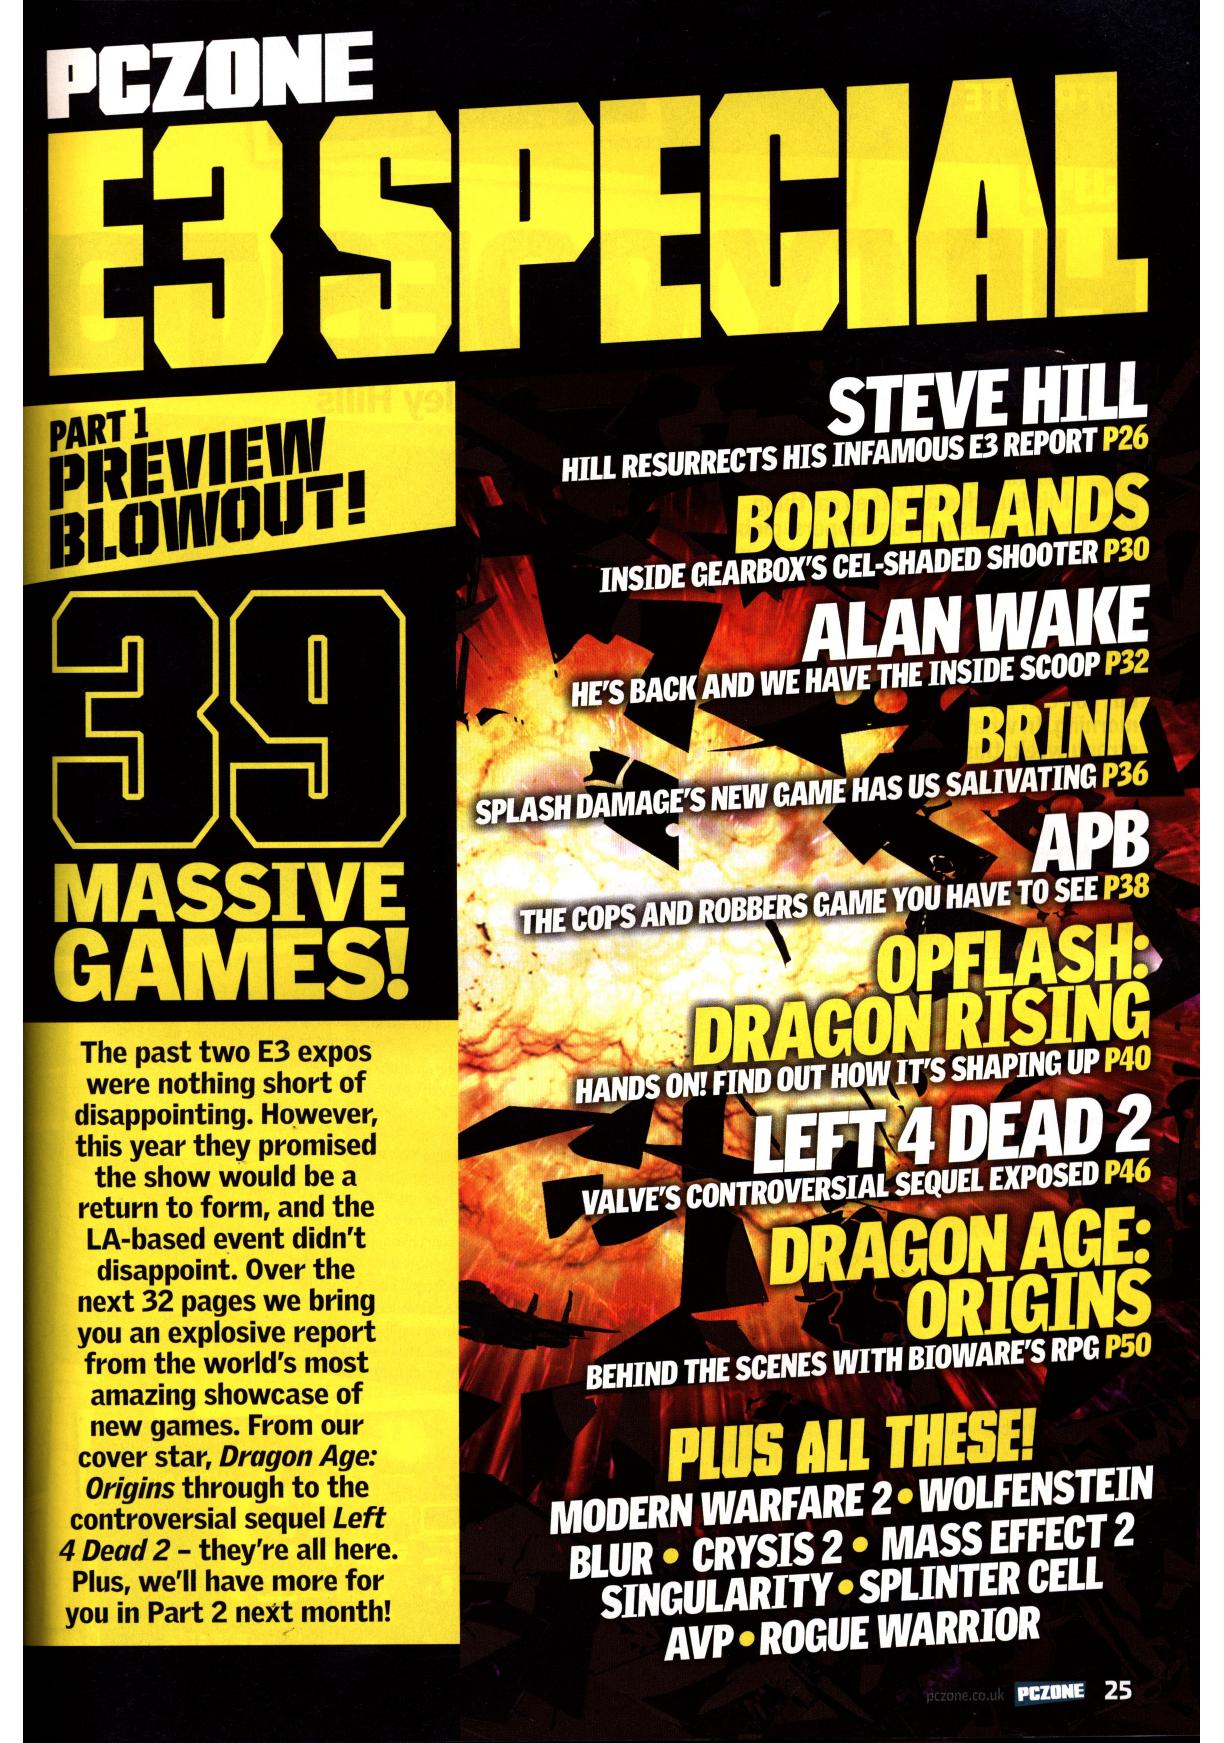 PCZONE
E3 SPECIAL
PART 1
PREVIEW
BLOWOUT!
39
MASSIVE
GAMES!
The past two E3 expos
were nothing short of
disappointing. However,
this year they promised
the show would be a
return to form, and the
LA-based event didn't
disappoint. Over the
next 32 pages we bring
you an explosive report
from the world's most
amazing showcase of
new games. From our
cover star, Dragon Age:
Origins through to the
controversial sequel Left
4 Dead 2 – they're all here.
Plus, we'll have more for
you in Part 2 next month!
STEVE HILL
HILL RESURRECTS HIS INFAMOUS E3 REPORT P26
BORDERLANDS
INSIDE GEARBOX'S CEL-SHADED SHOOTER P30
ALAN WAKE
HE'S BACK AND WE HAVE THE INSIDE SCOOP P32
BRINK
SPLASH DAMAGE'S NEW GAME HAS US SALIVATING P36
APB
THE COPS AND ROBBERS GAME YOU HAVE TO SEE P38
OPFLASH:
DRAGON RISING
HANDS ON! FIND OUT HOW IT'S SHAPING UP P40
LEFT 4 DEAD 2
VALVE'S CONTROVERSIAL SEQUEL EXPOSED P46
DRAGON AGE:
ORIGINS
BEHIND THE SCENES WITH BIOWARE'S RPG P50
PLUS ALL THESE!
MODERN WARFARE 2 • WOLFENSTEIN
BLUR • CRYSIS 2 • MASS EFFECT 2
SINGULARITY • SPLINTER CELL
AVP • ROGUE WARRIOR
pczone.co.uk PCZONE 25